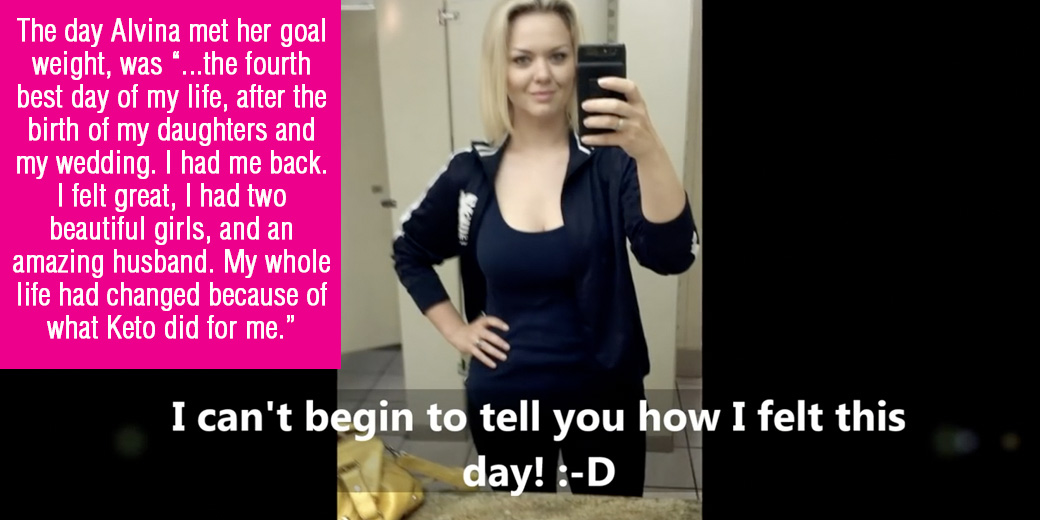 The day Alvina met her goal
weight, was “...the fourth
best day of my life, after the
birth of my daughters and
my wedding. I had me back.
I felt great, I had two
beautiful girls, and an
amazing husband. My whole
life had changed because of
what Keto did for me.”
I can't begin to tell you how I felt this
day! :-D